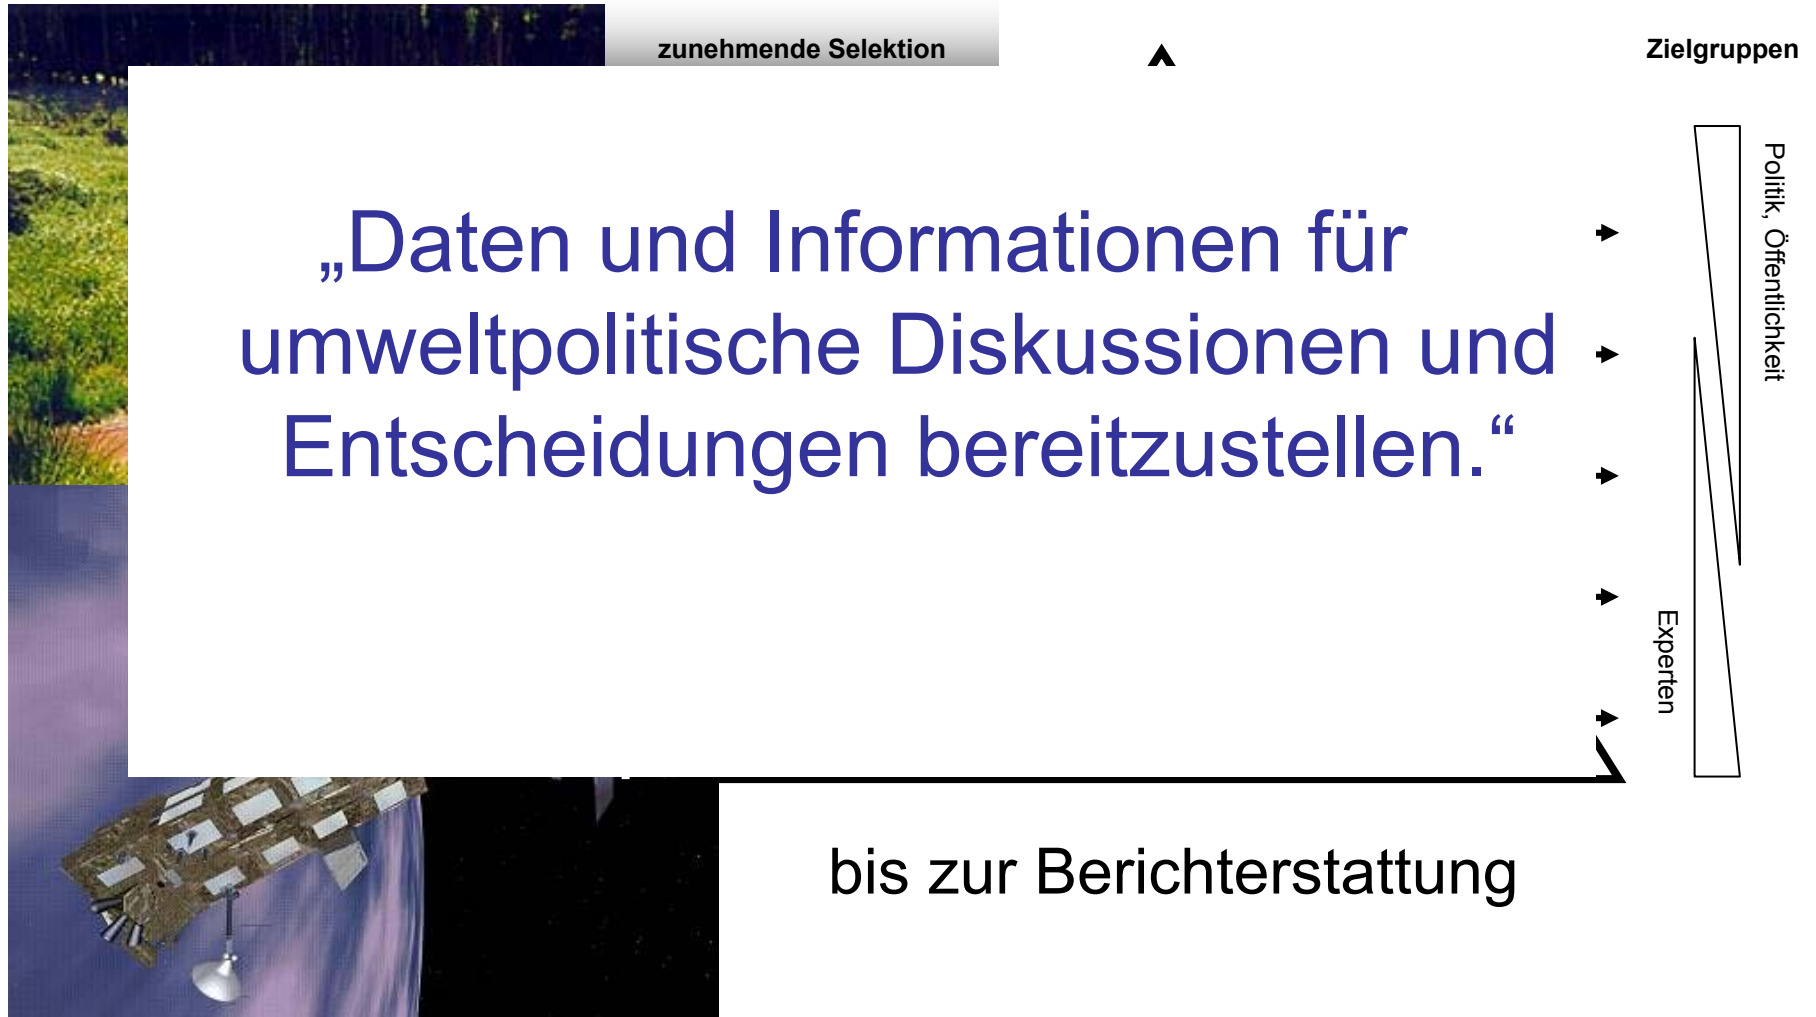 zunehmende Selektion
Zielgruppen
„Daten und Informationen für
umweltpolitische Diskussionen und
Entscheidungen bereitzustellen.“
Politik, Öffentlichkeit
Experten
bis zur Berichterstattung